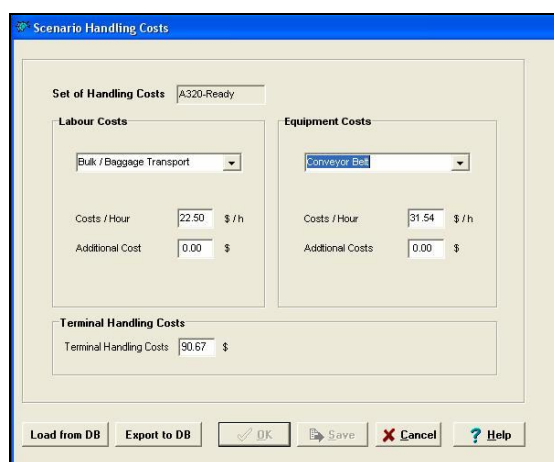 Scenario Handling Costs
Set of Handling Costs A320-Ready
Labour Costs
Bulk / Baggage Transport
Costs / Hour 22.50 $ / h
Additional Cost 0.00 $
Equipment Costs
Conveyor Belt
Costs / Hour 31.54 $ / h
Addtional Costs 0.00 $
Terminal Handling Costs
Terminal Handling Costs 90.67 $
Load from DB Export to DB OK Save Cancel Help